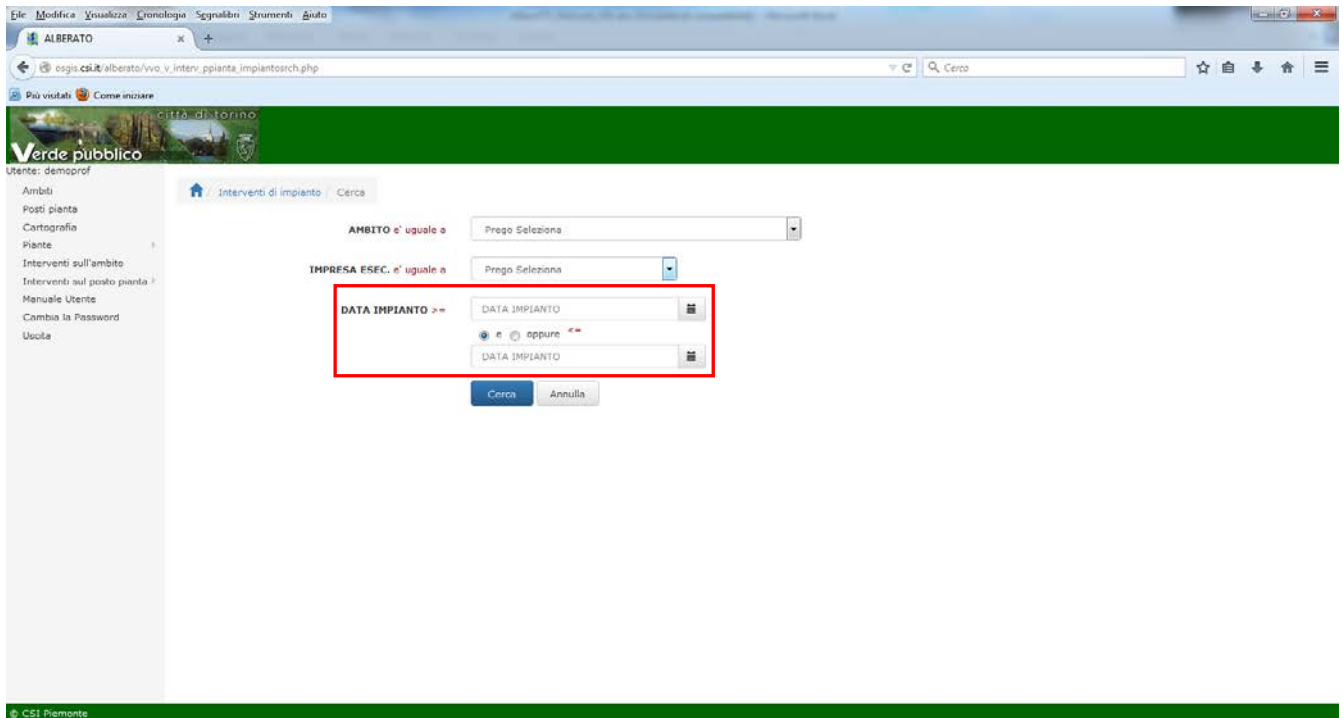 File Modifica Visualizza Cronologia Segnalibri Strumenti Aiuto
ALBERATO x +
osgis.csi.it/alberato/vvo_v_interv_ppianta_impiantosrch.php
Cerca
Più visitati Come iniziare
città di torino
Verde pubblico
Utente: demoprof
Ambiti
Posti pianta
Cartografia
Piante
Interventi sull'ambito
Interventi sul posto pianta
Manuale Utente
Cambia la Password
Uscita
/ Interventi di impianto / Cerca
AMBITO e' uguale a Prego Seleziona
IMPRESA ESEC. e' uguale a Prego Seleziona
DATA IMPIANTO >= DATA IMPIANTO
e oppure <=
DATA IMPIANTO
Cerca Annulla
© CSI Piemonte